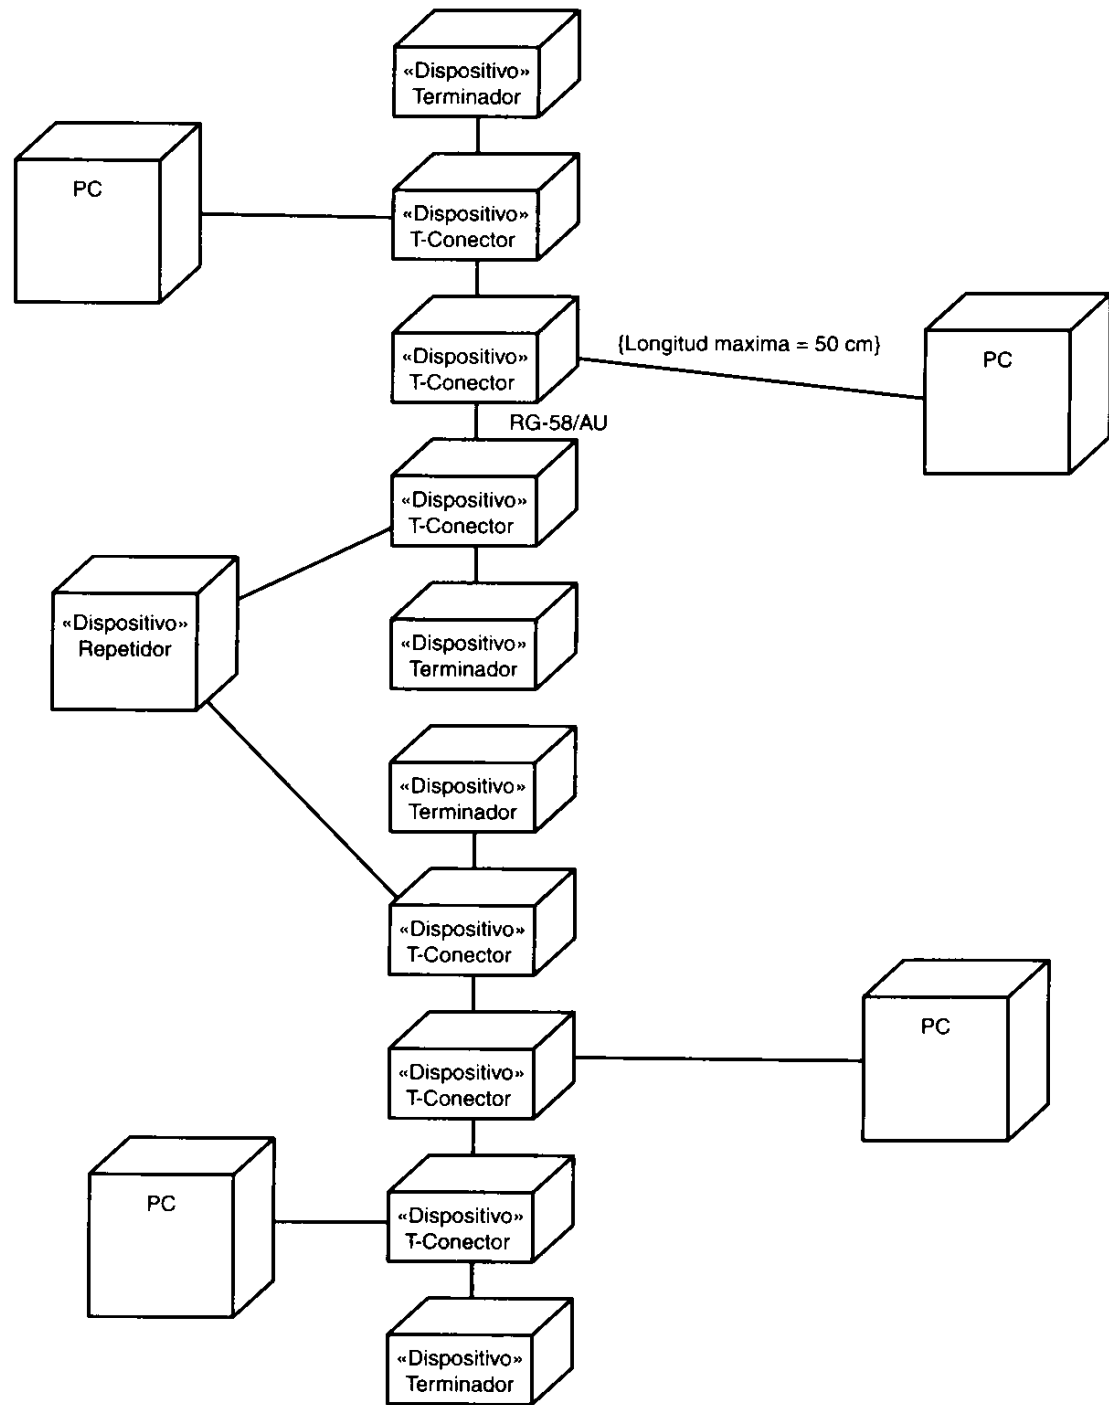 «Dispositivo»
Terminador
PC
«Dispositivo»
T-Conector
«Dispositivo»
T-Conector
{Longitud maxima = 50 cm}
PC
RG-58/AU
«Dispositivo»
T-Conector
«Dispositivo»
Repetidor
«Dispositivo»
Terminador
«Dispositivo»
Terminador
«Dispositivo»
T-Conector
«Dispositivo»
T-Conector
PC
PC
«Dispositivo»
T-Conector
«Dispositivo»
Terminador